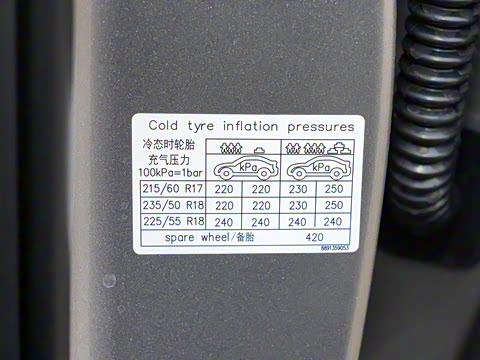 Cold tyre inflation pressures
冷态时轮胎
充气压力
100kPa=1bar
kPa kPa
215/60 R17 220 220 230 250
235/50 R18 220 220 230 250
225/55 R18 240 240 240 240
spare wheel/备胎 420
8891359053